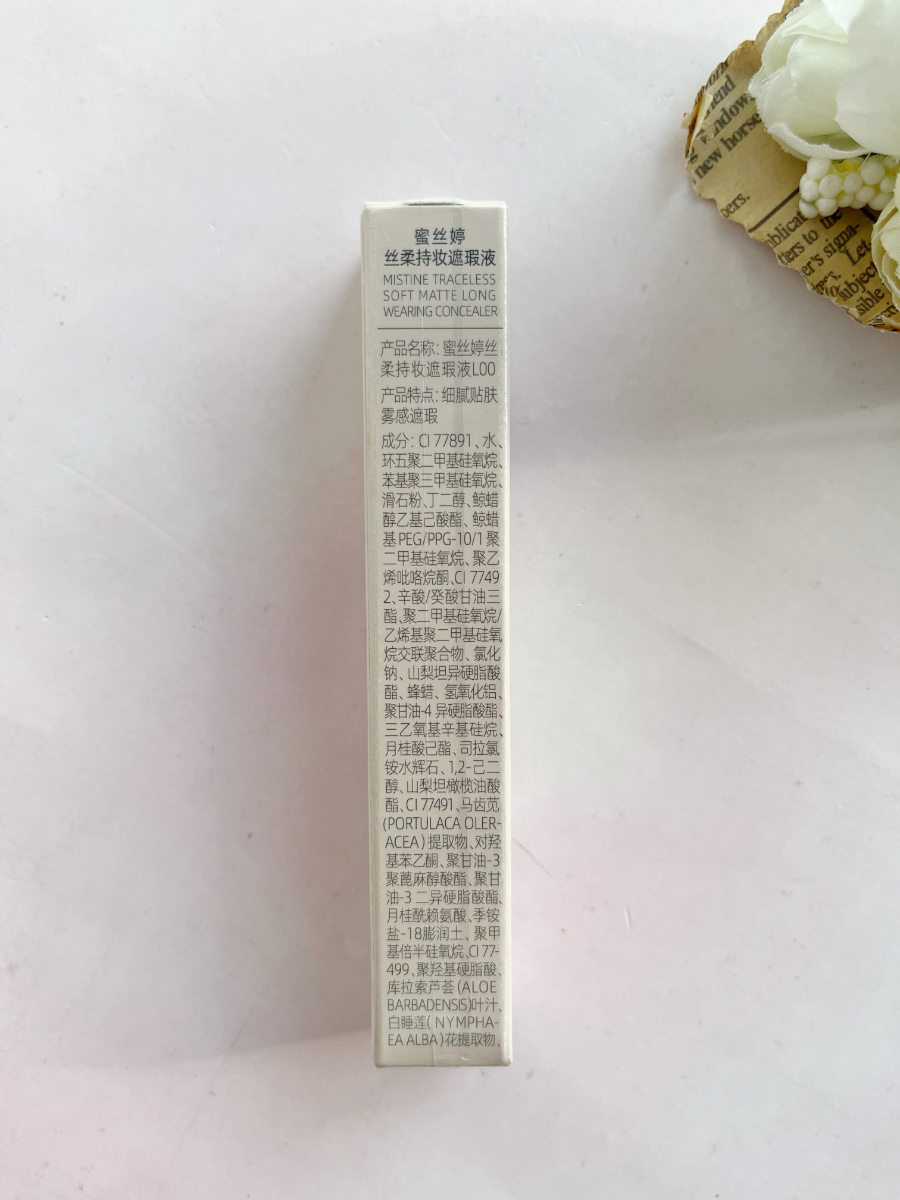 蜜丝婷
丝柔持妆遮瑕液
MISTINE TRACELESS
SOFT MATTE LONG
WEARING CONCEALER
产品名称：蜜丝婷丝
柔持妆遮瑕液L00
产品特点：细腻贴肤
雾感遮瑕
成分：CI 77891、水、
环五聚二甲基硅氧烷、
苯基聚三甲基硅氧烷、
滑石粉、丁二醇、鲸蜡
醇乙基己酸酯、鲸蜡
基PEG/PPG-10/1 聚
二甲基硅氧烷、聚乙
烯吡咯烷酮、CI 7749
2、辛酸/癸酸甘油三
酯、聚二甲基硅氧烷/
乙烯基聚二甲基硅氧
烷交联聚合物、氯化
钠、山梨坦异硬脂酸
酯、蜂蜡、氢氧化铝、
聚甘油-4 异硬脂酸酯、
三乙氧基辛基硅烷、
月桂酸己酯、司拉氯
铵水辉石、1,2-己二
醇、山梨坦橄榄油酸
酯、CI 77491、马齿苋
(PORTULACA OLER-
ACEA) 提取物、对羟
基苯乙酮、聚甘油-3
聚蓖麻醇酸酯、聚甘
油-3 二异硬脂酸酯、
月桂酰赖氨酸、季铵
盐-18膨润土、聚甲
基倍半硅氧烷、CI 77-
499、聚羟基硬脂酸、
库拉索芦荟(ALOE
BARBADENSIS)叶汁、
白睡莲( NYMPHA-
EA ALBA)花提取物、
end
window
new horse
pers.
ters to the
er's signa-
Let
subjec
sible